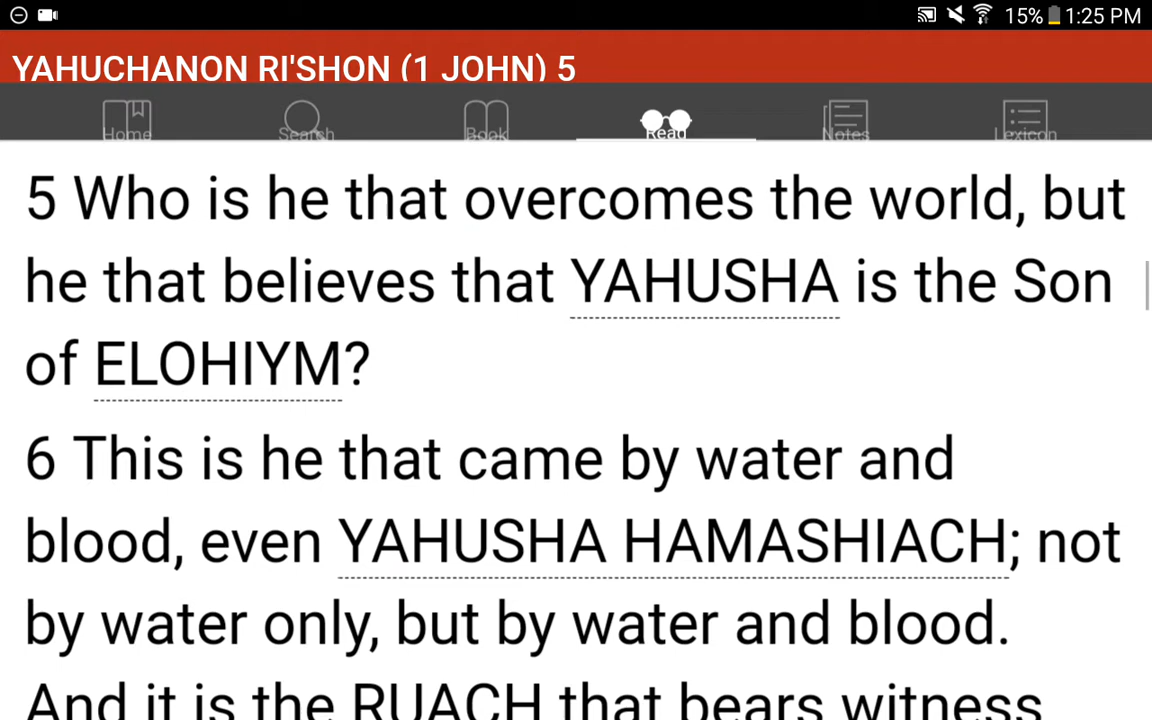 15% 1:25 PM
YAHUCHANON RI'SHON (1 JOHN) 5
Home Search Book Read Notes Lexicon
5 Who is he that overcomes the world, but
he that believes that YAHUSHA is the Son
of ELOHIYM?
6 This is he that came by water and
blood, even YAHUSHA HAMASHIACH; not
by water only, but by water and blood.
And it is the RUACH that bears witness